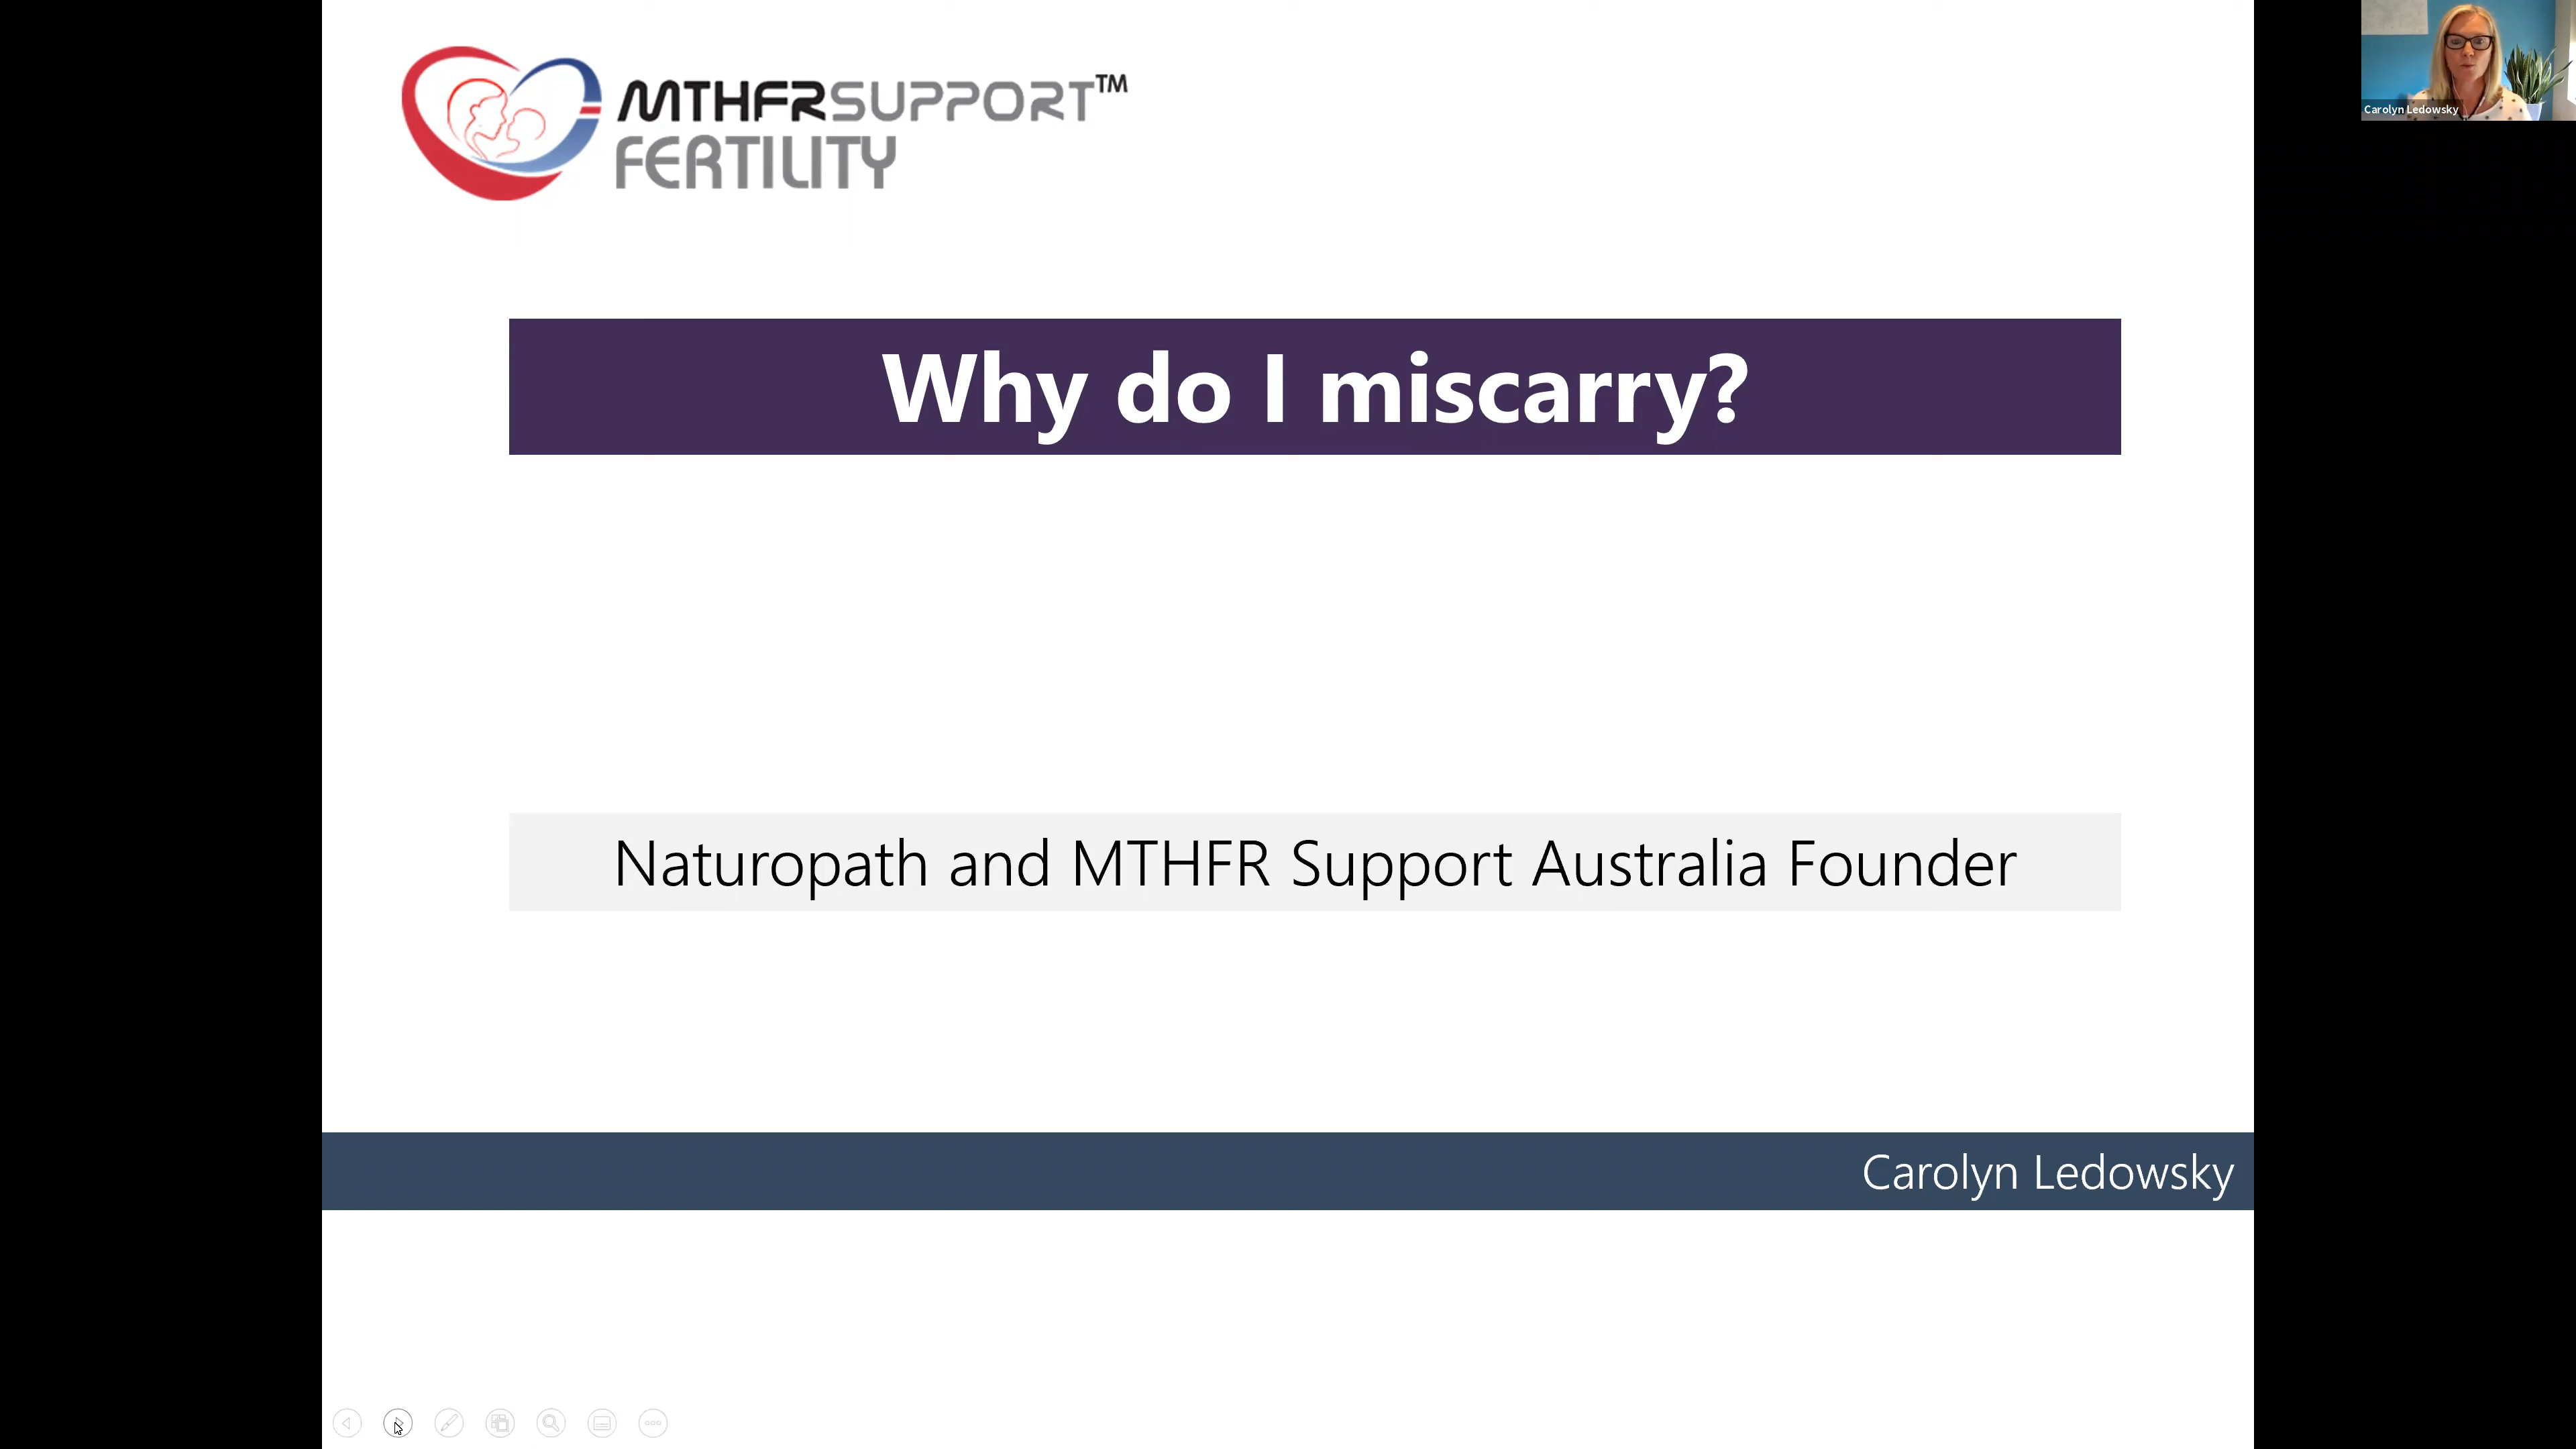 MTHFRSUPPORT™
FERTILITY
Carolyn Ledowsky
Why do I miscarry?
Naturopath and MTHFR Support Australia Founder
Carolyn Ledowsky